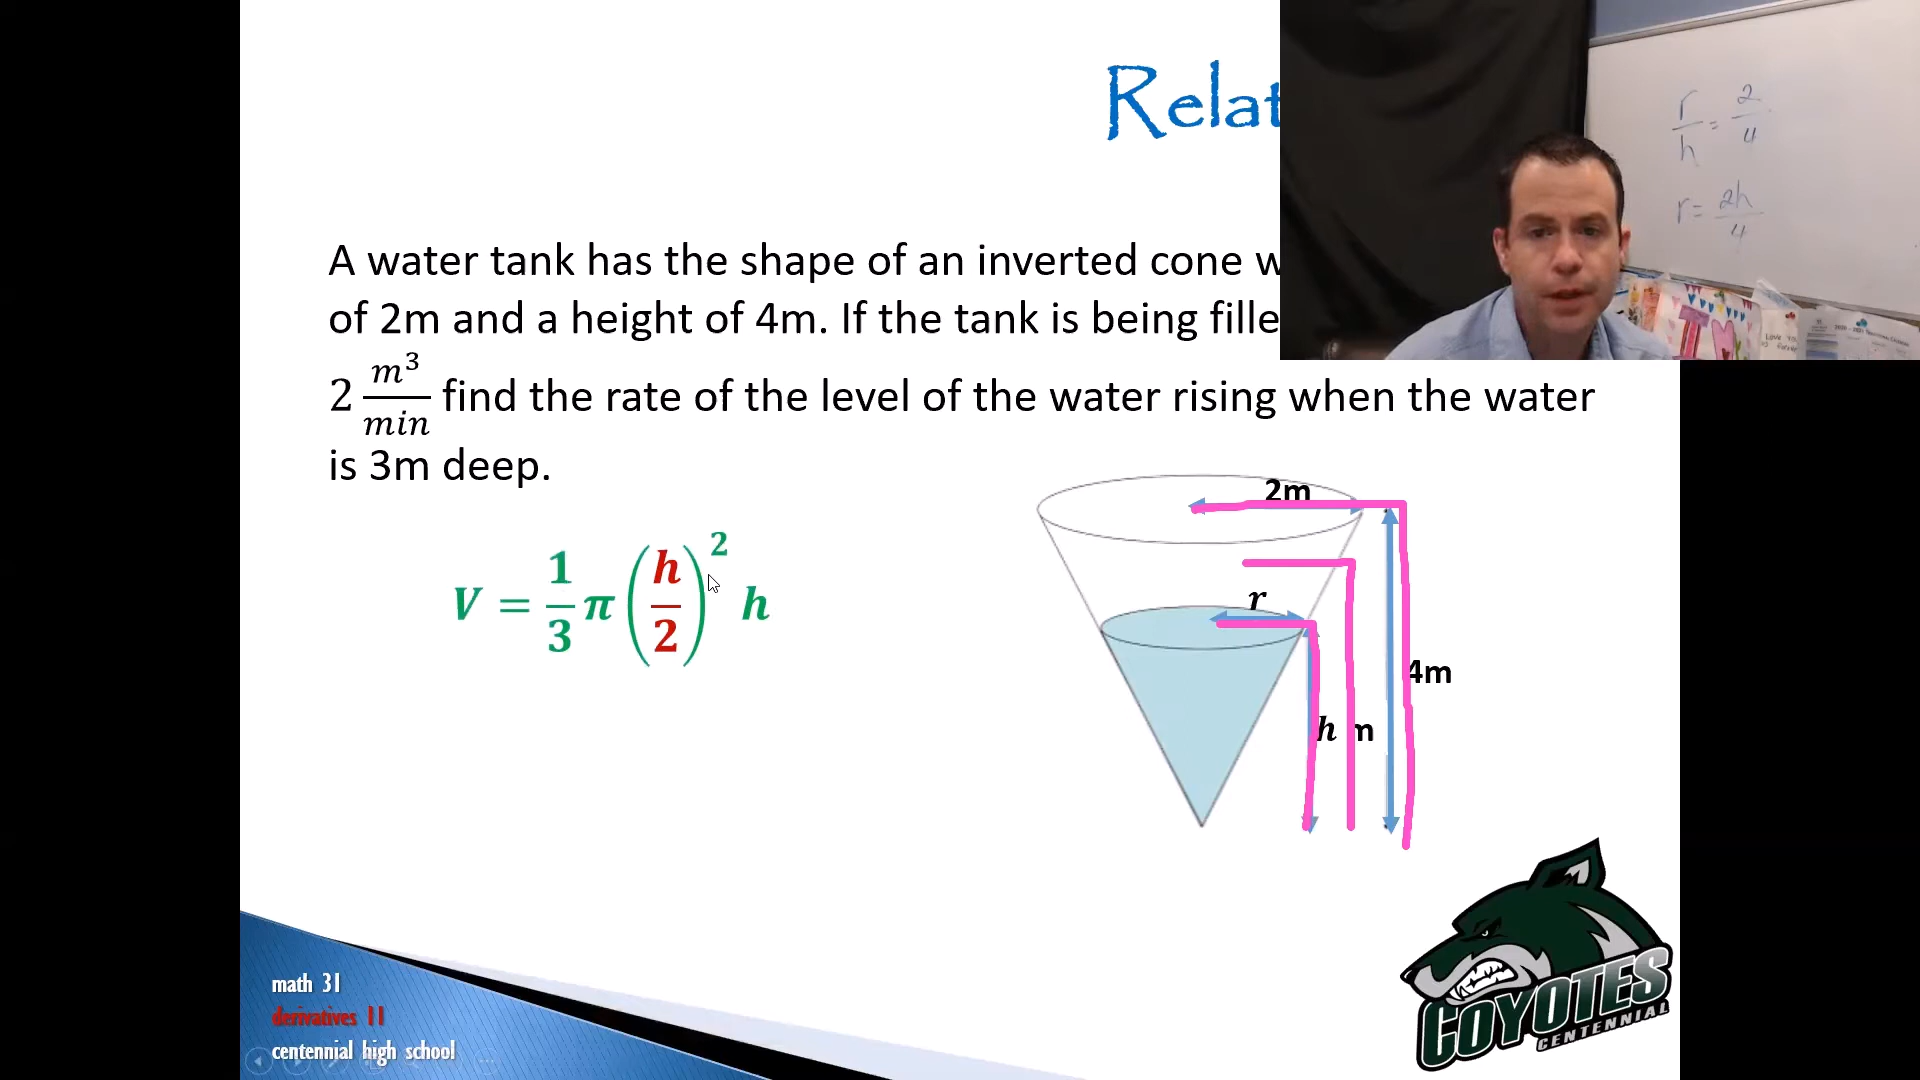 Relat
A water tank has the shape of an inverted cone w
of 2m and a height of 4m. If the tank is being fille
2 m³/min find the rate of the level of the water rising when the water
is 3m deep.
V = 1/3 π (h/2)² h
2m
r
4m
h m
r/h = 2/4
r = 2h/4
math 31
derivatives 11
centennial high school
COYOTES
CENTENNIAL